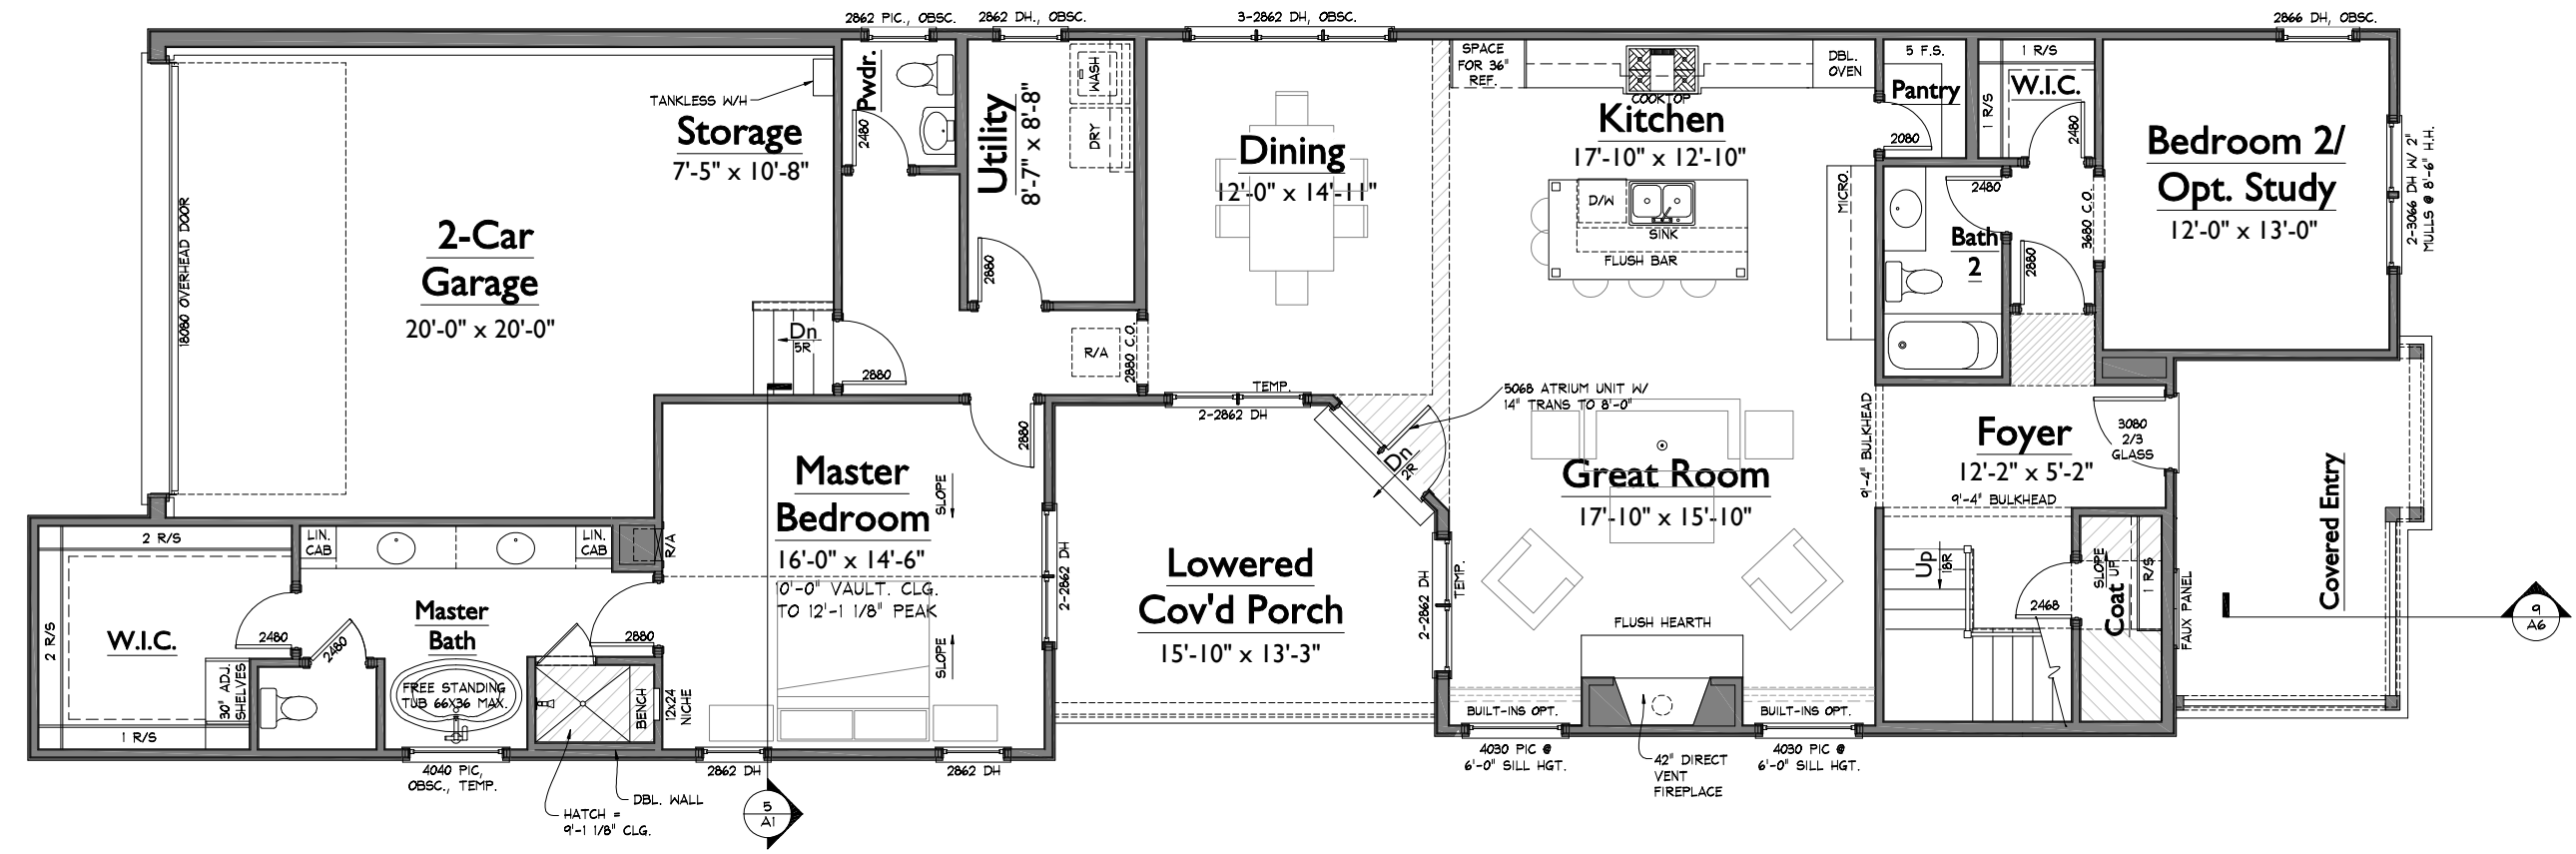 2862 PIC., OBSC.
2862 DH., OBSC.
3-2862 DH, OBSC.
2866 DH, OBSC.
TANKLESS W/H
Storage
7'-5" x 10'-8"
Pwdr.
2480
Utility
8'-7" x 8'-8"
WASH
DRY
2880
Dining
12'-0" x 14'-11"
SPACE
FOR 36"
REF.
COOKTOP
DBL.
OVEN
Kitchen
17'-10" x 12'-10"
D/W
SINK
FLUSH BAR
MICRO.
5 F.S.
Pantry
2080
1 R/S
W.I.C.
1 R/S
2480
Bedroom 2/
Opt. Study
12'-0" x 13'-0"
2-3066 DH W/ 2"
MULLS @ 8'-6" H.H.
2480
Bath
2
2880
3680 C.O.
18080 OVERHEAD DOOR
2-Car
Garage
20'-0" x 20'-0"
Dn
5R
2880
R/A
2880 C.O.
TEMP.
2-2862 DH
5068 ATRIUM UNIT W/
14" TRANS TO 8'-0"
Dn
2R
Great Room
17'-10" x 15'-10"
9'-4" BULKHEAD
Foyer
12'-2" x 5'-2"
9'-4" BULKHEAD
3080
2/3
GLASS
Covered Entry
Master
Bedroom
16'-0" x 14'-6"
10'-0" VAULT. CLG.
TO 12'-1 1/8" PEAK
SLOPE
SLOPE
2880
2-2862 DH
Lowered
Cov'd Porch
15'-10" x 13'-3"
2-2862 DH
TEMP.
FLUSH HEARTH
BUILT-INS OPT.
BUILT-INS OPT.
4030 PIC @
6'-0" SILL HGT.
4030 PIC @
6'-0" SILL HGT.
42" DIRECT
VENT
FIREPLACE
Up
18R
2468
Coat
SLOPE
UP
1 R/S
FAUX PANEL
9
A6
2 R/S
2 R/S
W.I.C.
2480
30" ADJ.
SHELVES
1 R/S
LIN.
CAB
LIN.
CAB
R/A
Master
Bath
2480
2880
FREE STANDING
TUB 66X36 MAX.
BENCH
12x24
NICHE
4040 PIC,
OBSC., TEMP.
2862 DH
2862 DH
DBL. WALL
HATCH =
9'-1 1/8" CLG.
5
A1